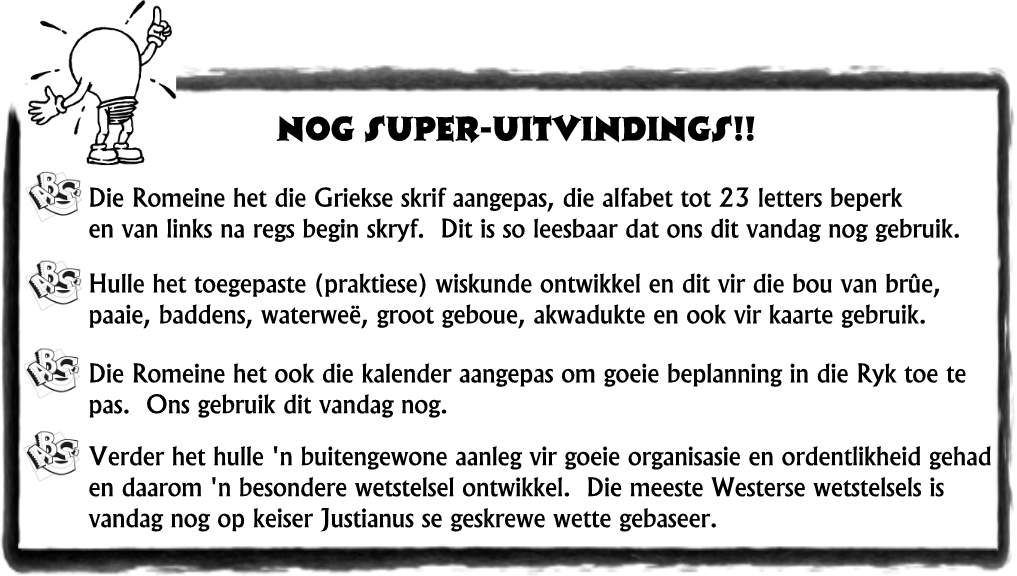 NOG SUPER-UITVINDINGS!!
Die Romeine het die Griekse skrif aangepas, die alfabet tot 23 letters beperk
en van links na regs begin skryf. Dit is so leesbaar dat ons dit vandag nog gebruik.
Hulle het toegepaste (praktiese) wiskunde ontwikkel en dit vir die bou van brûe,
paaie, baddens, waterweë, groot geboue, akwadukte en ook vir kaarte gebruik.
Die Romeine het ook die kalender aangepas om goeie beplanning in die Ryk toe te
pas. Ons gebruik dit vandag nog.
Verder het hulle 'n buitengewone aanleg vir goeie organisasie en ordentlikheid gehad
en daarom 'n besondere wetstelsel ontwikkel. Die meeste Westerse wetstelsels is
vandag nog op keiser Justianus se geskrewe wette gebaseer.